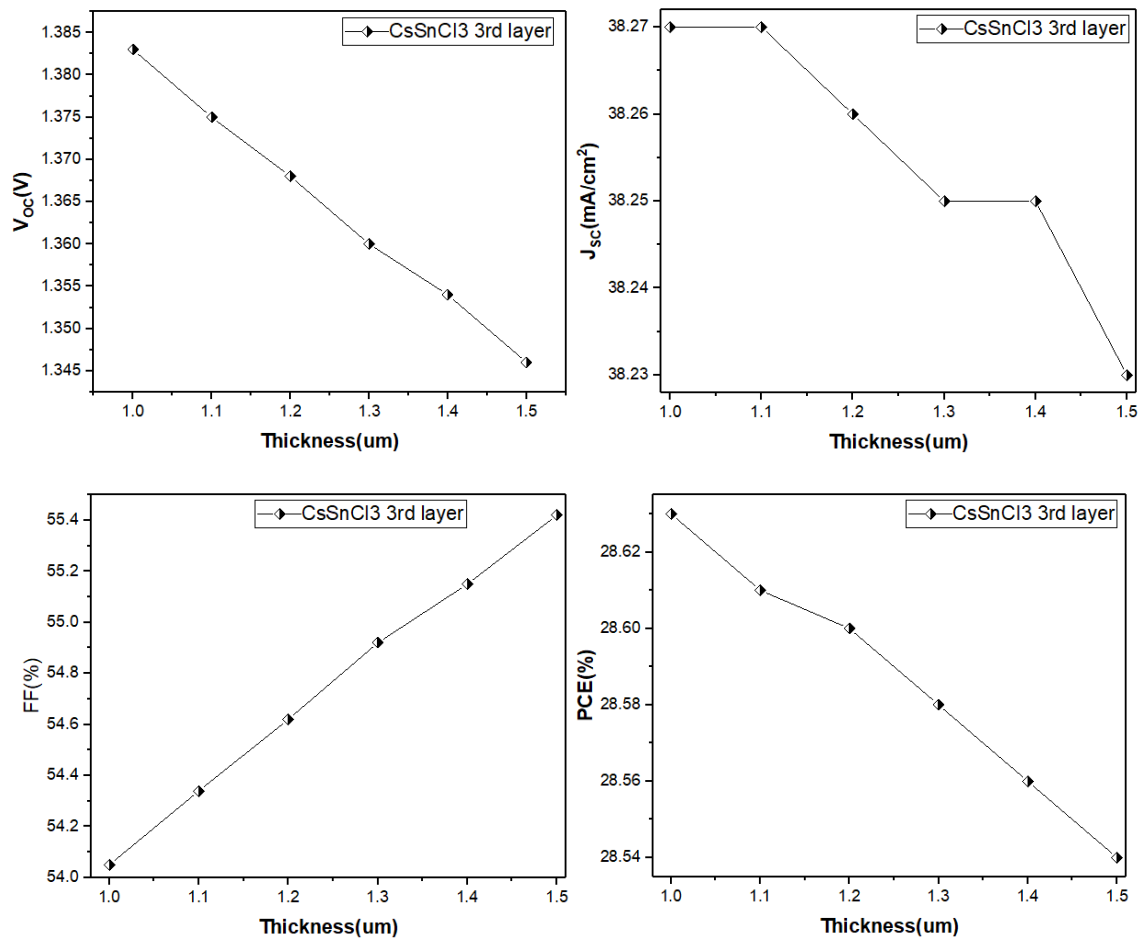 CsSnCl3 3rd layer
1.385
1.380
1.375
1.370
1.365
1.360
1.355
1.350
1.345
V_OC(V)
1.0 1.1 1.2 1.3 1.4 1.5
Thickness(um)
CsSnCl3 3rd layer
38.27
38.26
38.25
38.24
38.23
J_SC(mA/cm²)
1.0 1.1 1.2 1.3 1.4 1.5
Thickness(um)
CsSnCl3 3rd layer
55.4
55.2
55.0
54.8
54.6
54.4
54.2
54.0
FF(%)
1.0 1.1 1.2 1.3 1.4 1.5
Thickness(um)
CsSnCl3 3rd layer
28.62
28.60
28.58
28.56
28.54
PCE(%)
1.0 1.1 1.2 1.3 1.4 1.5
Thickness(um)